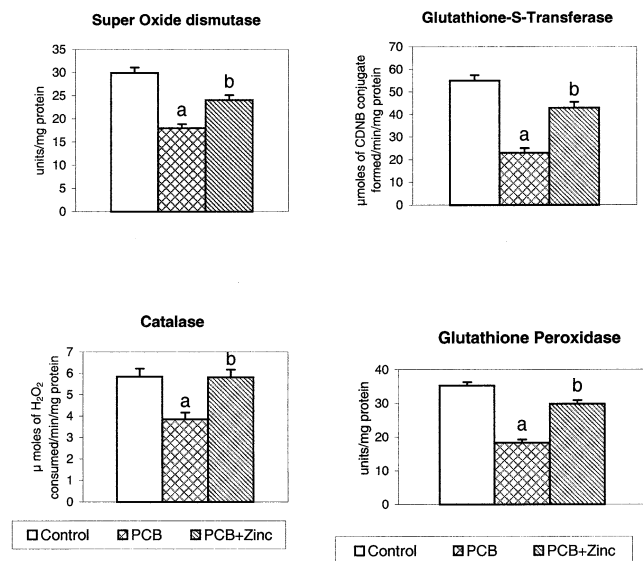 Super Oxide dismutase
units/mg protein
35
30
25
20
15
10
5
0
a
b
Glutathione-S-Transferase
µmoles of CDNB conjugate
formed/min/mg protein
70
60
50
40
30
20
10
0
a
b
Catalase
µ moles of H₂O₂
consumed/min/mg protein
7
6
5
4
3
2
1
0
a
b
Control PCB PCB+Zinc
Glutathione Peroxidase
units/mg protein
40
30
20
10
0
a
b
Control PCB PCB+Zinc